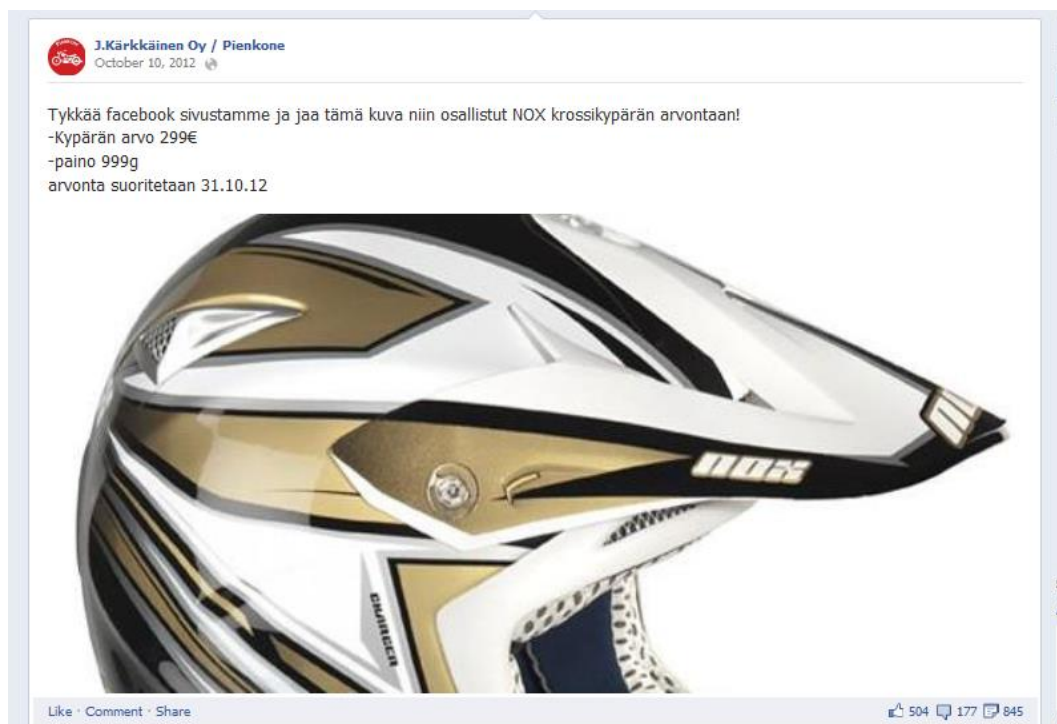 J.Kärkkäinen Oy / Pienkone
October 10, 2012
Tykkää facebook sivustamme ja jaa tämä kuva niin osallistut NOX krossikypärän arvontaan!
-Kypärän arvo 299€
-paino 999g
arvonta suoritetaan 31.10.12
nox
CHARGER
Like · Comment · Share
504 177 845